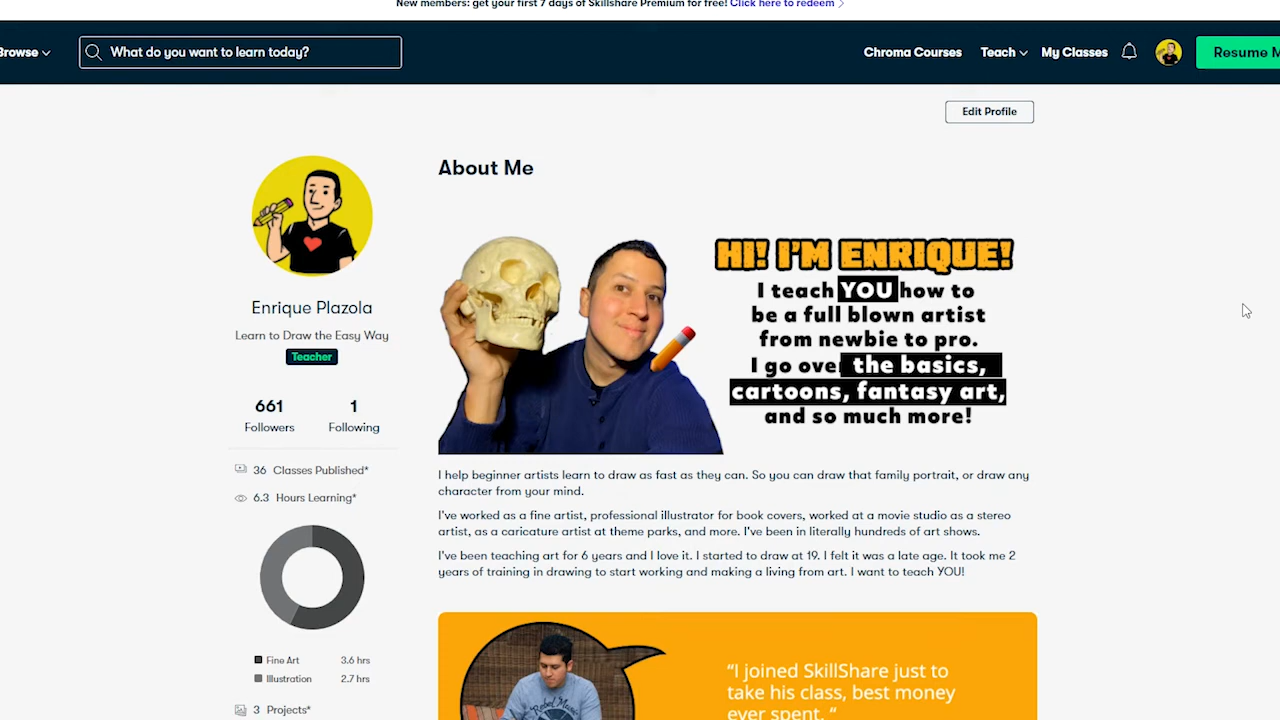 New members: get your first 7 days of Skillshare Premium for free! Click here to redeem
Browse
What do you want to learn today?
Chroma Courses
Teach
My Classes
Resume M
Edit Profile
About Me
HI! I'M ENRIQUE!
I teach YOU how to
be a full blown artist
from newbie to pro.
I go over the basics,
cartoons, fantasy art,
and so much more!
Enrique Plazola
Learn to Draw the Easy Way
Teacher
661 1
Followers Following
36 Classes Published*
6.3 Hours Learning*
Fine Art 3.6 hrs
Illustration 2.7 hrs
3 Projects*
I help beginner artists learn to draw as fast as they can. So you can draw that family portrait, or draw any
character from your mind.
I've worked as a fine artist, professional illustrator for book covers, worked at a movie studio as a stereo
artist, as a caricature artist at theme parks, and more. I've been in literally hundreds of art shows.
I've been teaching art for 6 years and I love it. I started to draw at 19. I felt it was a late age. It took me 2
years of training in drawing to start working and making a living from art. I want to teach YOU!
"I joined SkillShare just to
take his class, best money
ever spent. "